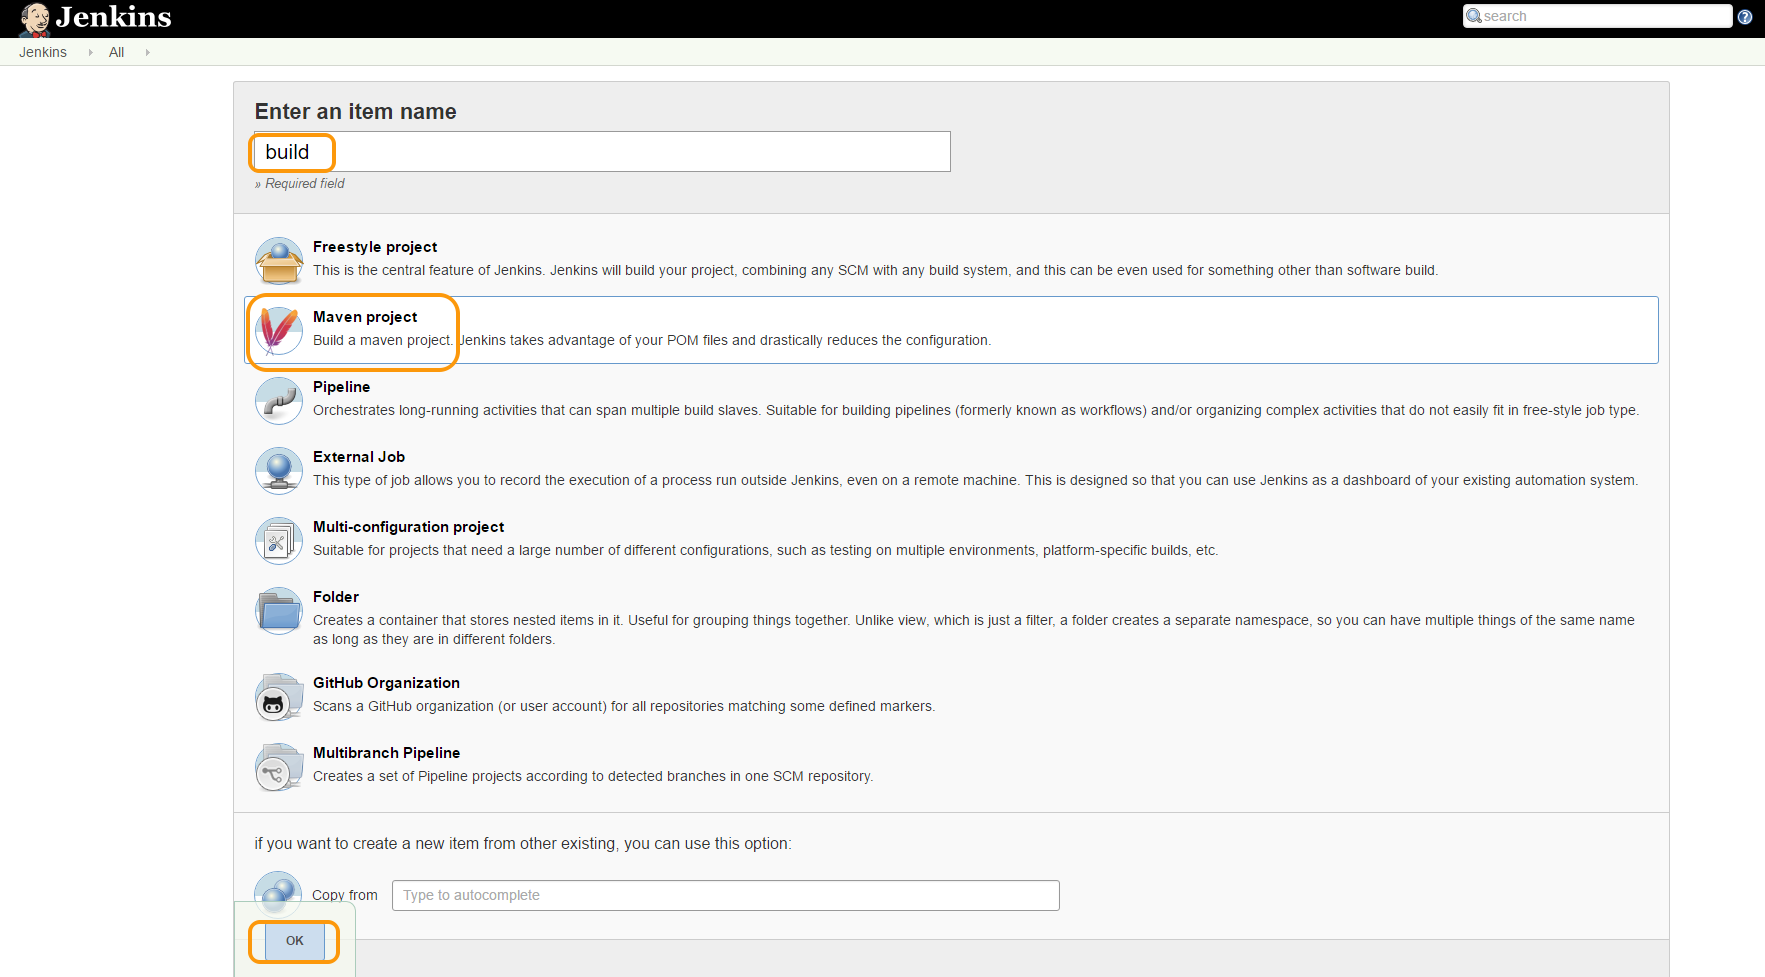 Jenkins
search
Jenkins
All
Enter an item name
build
» Required field
Freestyle project
This is the central feature of Jenkins. Jenkins will build your project, combining any SCM with any build system, and this can be even used for something other than software build.
Maven project
Build a maven project. Jenkins takes advantage of your POM files and drastically reduces the configuration.
Pipeline
Orchestrates long-running activities that can span multiple build slaves. Suitable for building pipelines (formerly known as workflows) and/or organizing complex activities that do not easily fit in free-style job type.
External Job
This type of job allows you to record the execution of a process run outside Jenkins, even on a remote machine. This is designed so that you can use Jenkins as a dashboard of your existing automation system.
Multi-configuration project
Suitable for projects that need a large number of different configurations, such as testing on multiple environments, platform-specific builds, etc.
Folder
Creates a container that stores nested items in it. Useful for grouping things together. Unlike view, which is just a filter, a folder creates a separate namespace, so you can have multiple things of the same name
as long as they are in different folders.
GitHub Organization
Scans a GitHub organization (or user account) for all repositories matching some defined markers.
Multibranch Pipeline
Creates a set of Pipeline projects according to detected branches in one SCM repository.
if you want to create a new item from other existing, you can use this option:
Copy from
Type to autocomplete
OK